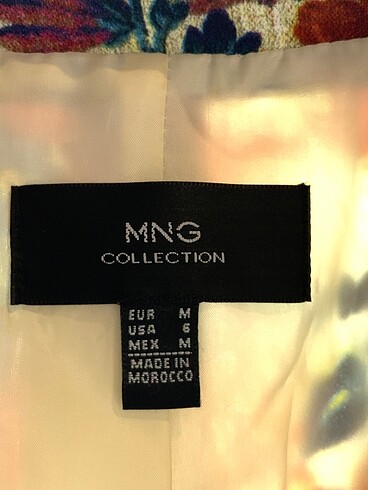 MNG
COLLECTION
EUR M
USA 6
MEX M
MADE IN
MOROCCO